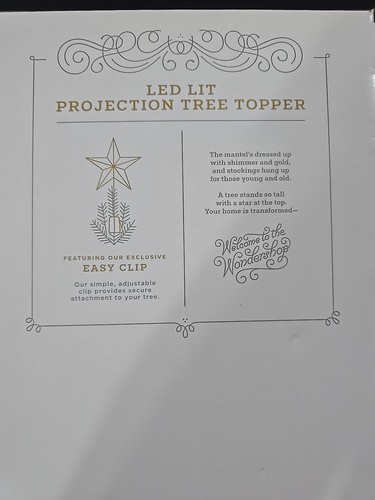 LED LIT
PROJECTION TREE TOPPER
FEATURING OUR EXCLUSIVE
EASY CLIP
Our simple, adjustable
clip provides secure
attachment to your tree.
The mantel's dressed up
with shimmer and gold,
and stockings hung up
for those young and old.
A tree stands so tall
with a star at the top.
Your home is transformed—
Welcome to the
Wondershop